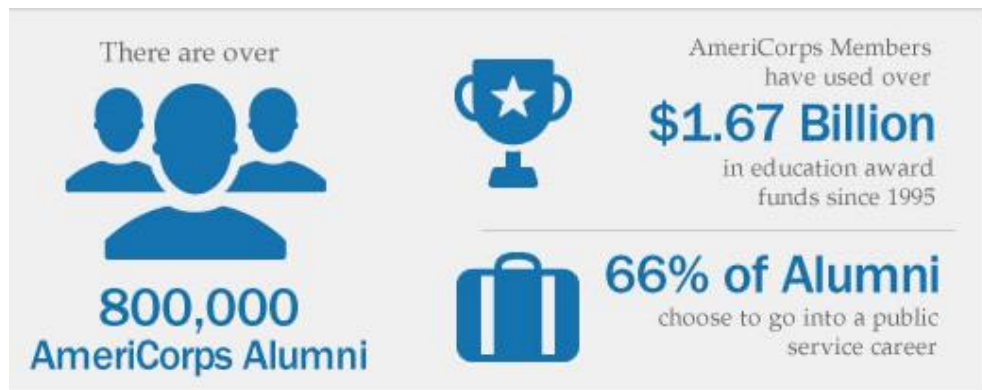 There are over
800,000
AmeriCorps Alumni
AmeriCorps Members
have used over
$1.67 Billion
in education award
funds since 1995
66% of Alumni
choose to go into a public
service career